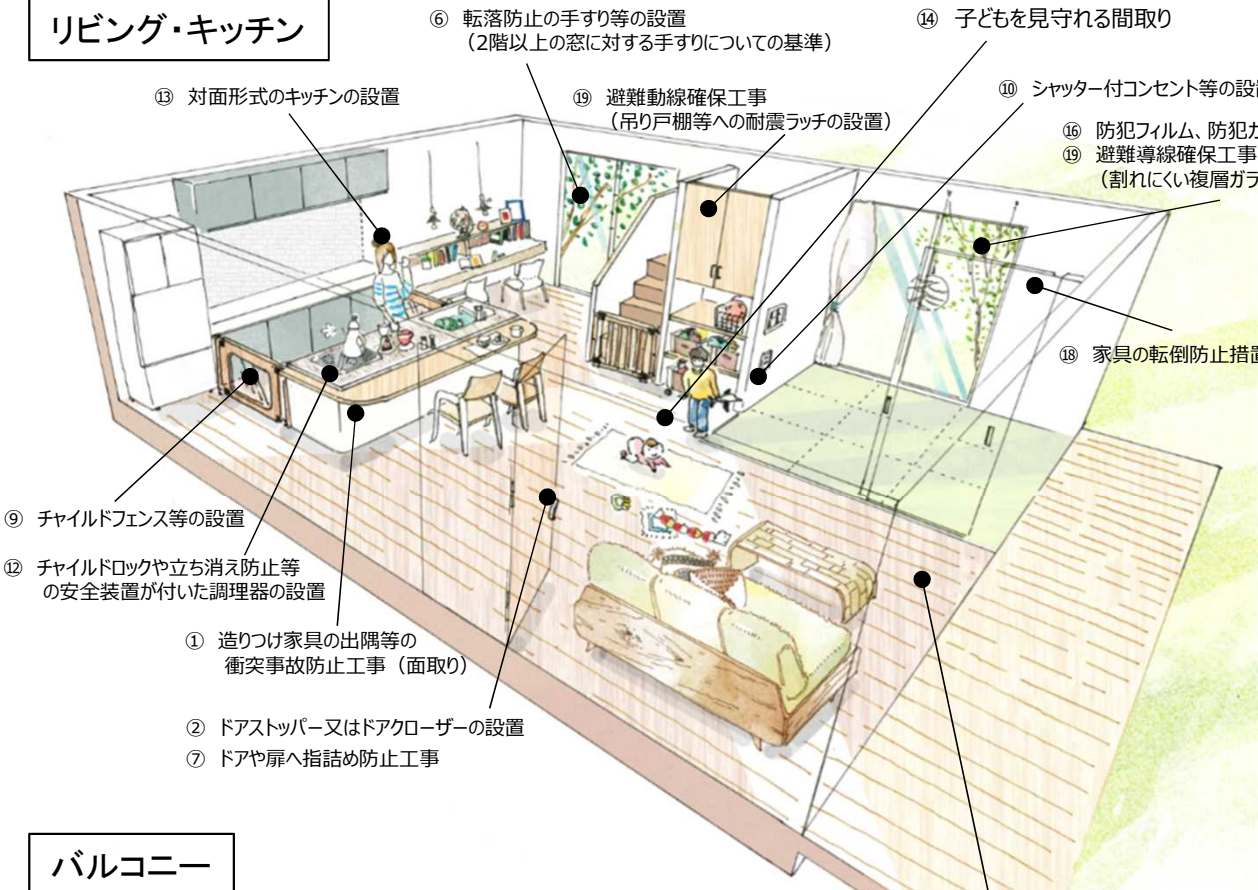 リビング・キッチン
⑥ 転落防止の手すり等の設置
（2階以上の窓に対する手すりについての基準）
⑭ 子どもを見守れる間取り
⑬ 対面形式のキッチンの設置
⑲ 避難動線確保工事
（吊り戸棚等への耐震ラッチの設置）
⑩ シャッター付コンセント等の設
⑯ 防犯フィルム、防犯
⑲ 避難導線確保工事
（割れにくい複層ガラ
⑱ 家具の転倒防止措置
⑨ チャイルドフェンス等の設置
⑫ チャイルドロックや立ち消え防止等
の安全装置が付いた調理器の設置
① 造りつけ家具の出隅等の
衝突事故防止工事（面取り）
② ドアストッパー又はドアクローザーの設置
⑦ ドアや扉へ指詰め防止工事
バルコニー